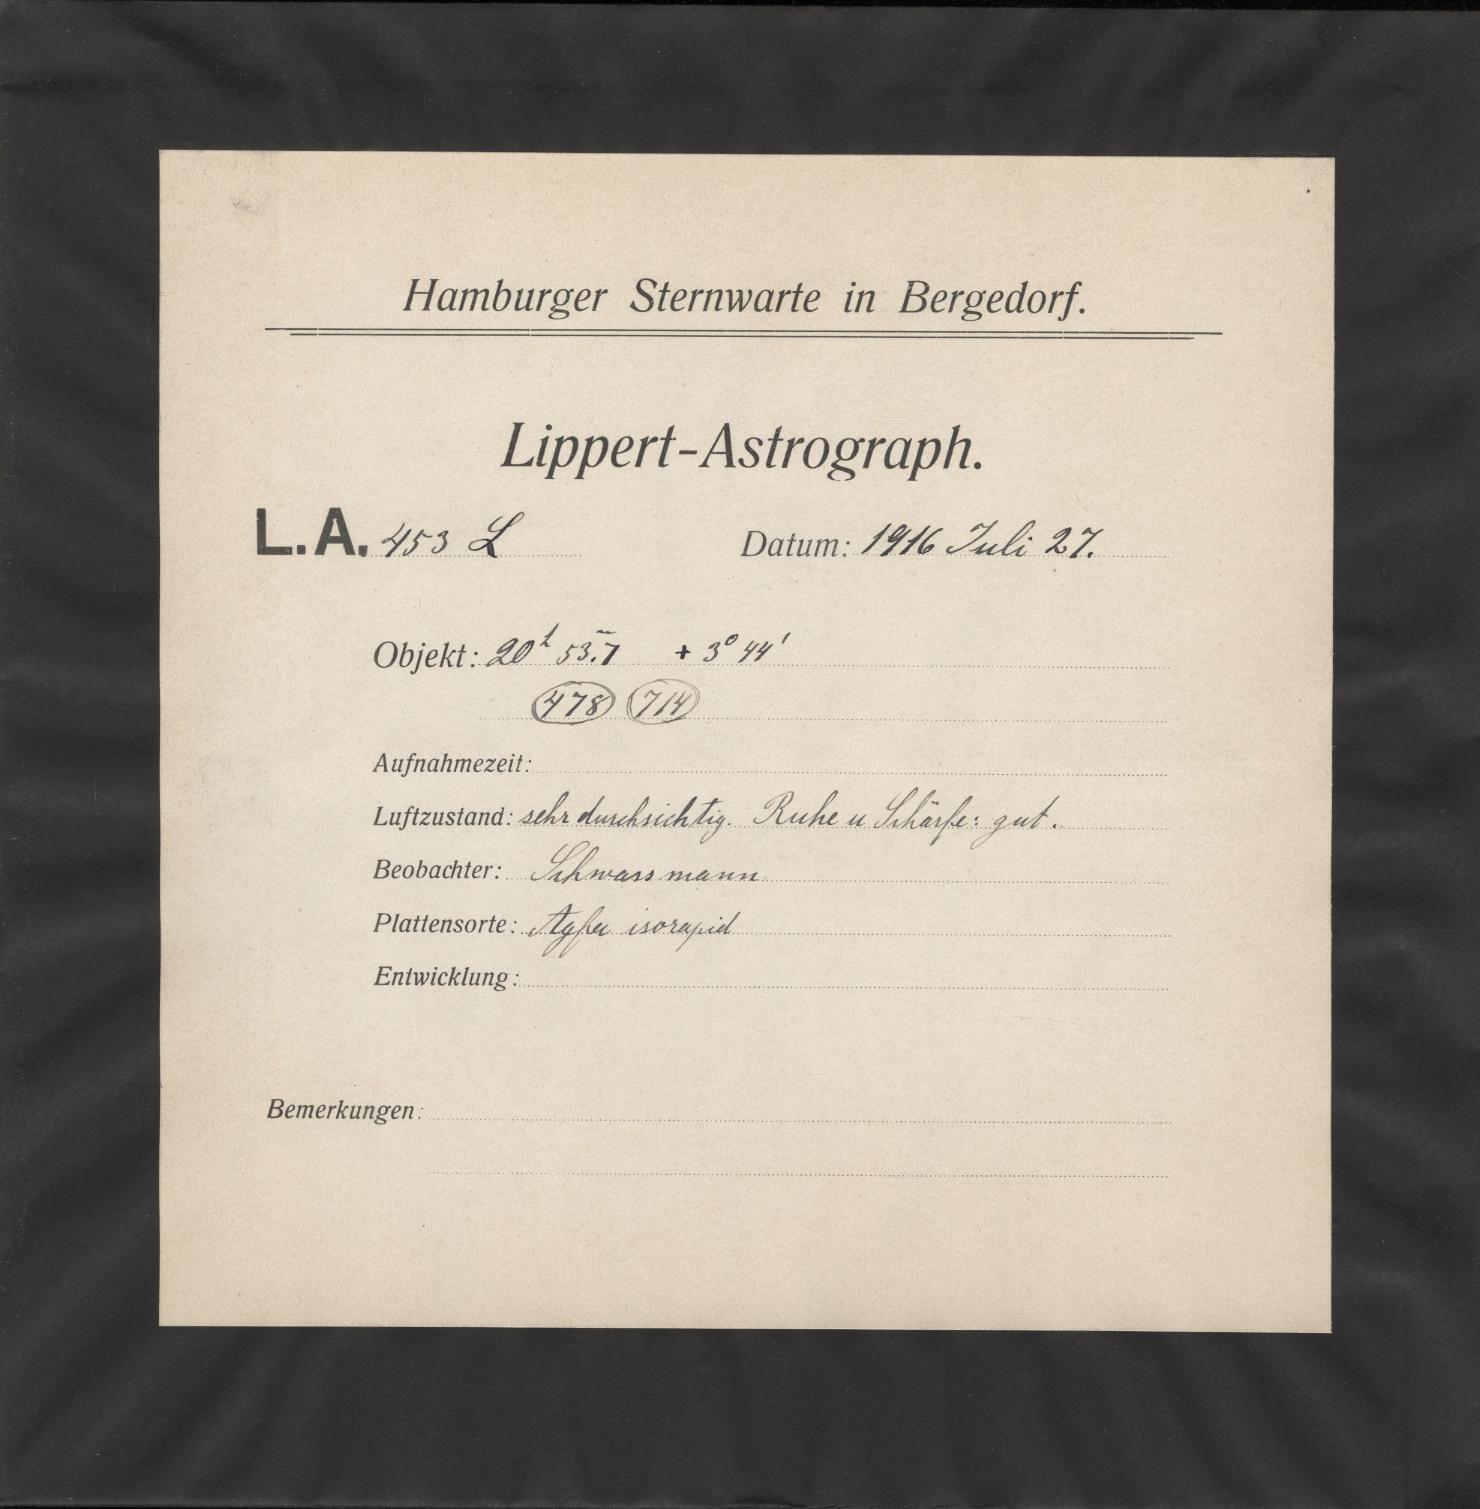 Hamburger Sternwarte in Bergedorf.
Lippert-Astrograph.
L.A. 453 L Datum: 1916 Juli 27.
Objekt: 20ʰ 53.ᵐ7 + 3° 44'
478 714
Aufnahmezeit:
Luftzustand: sehr durchsichtig. Ruhe u Schärfe: gut.
Beobachter: Schwassmann
Plattensorte: Agfa isorapid
Entwicklung:
Bemerkungen: